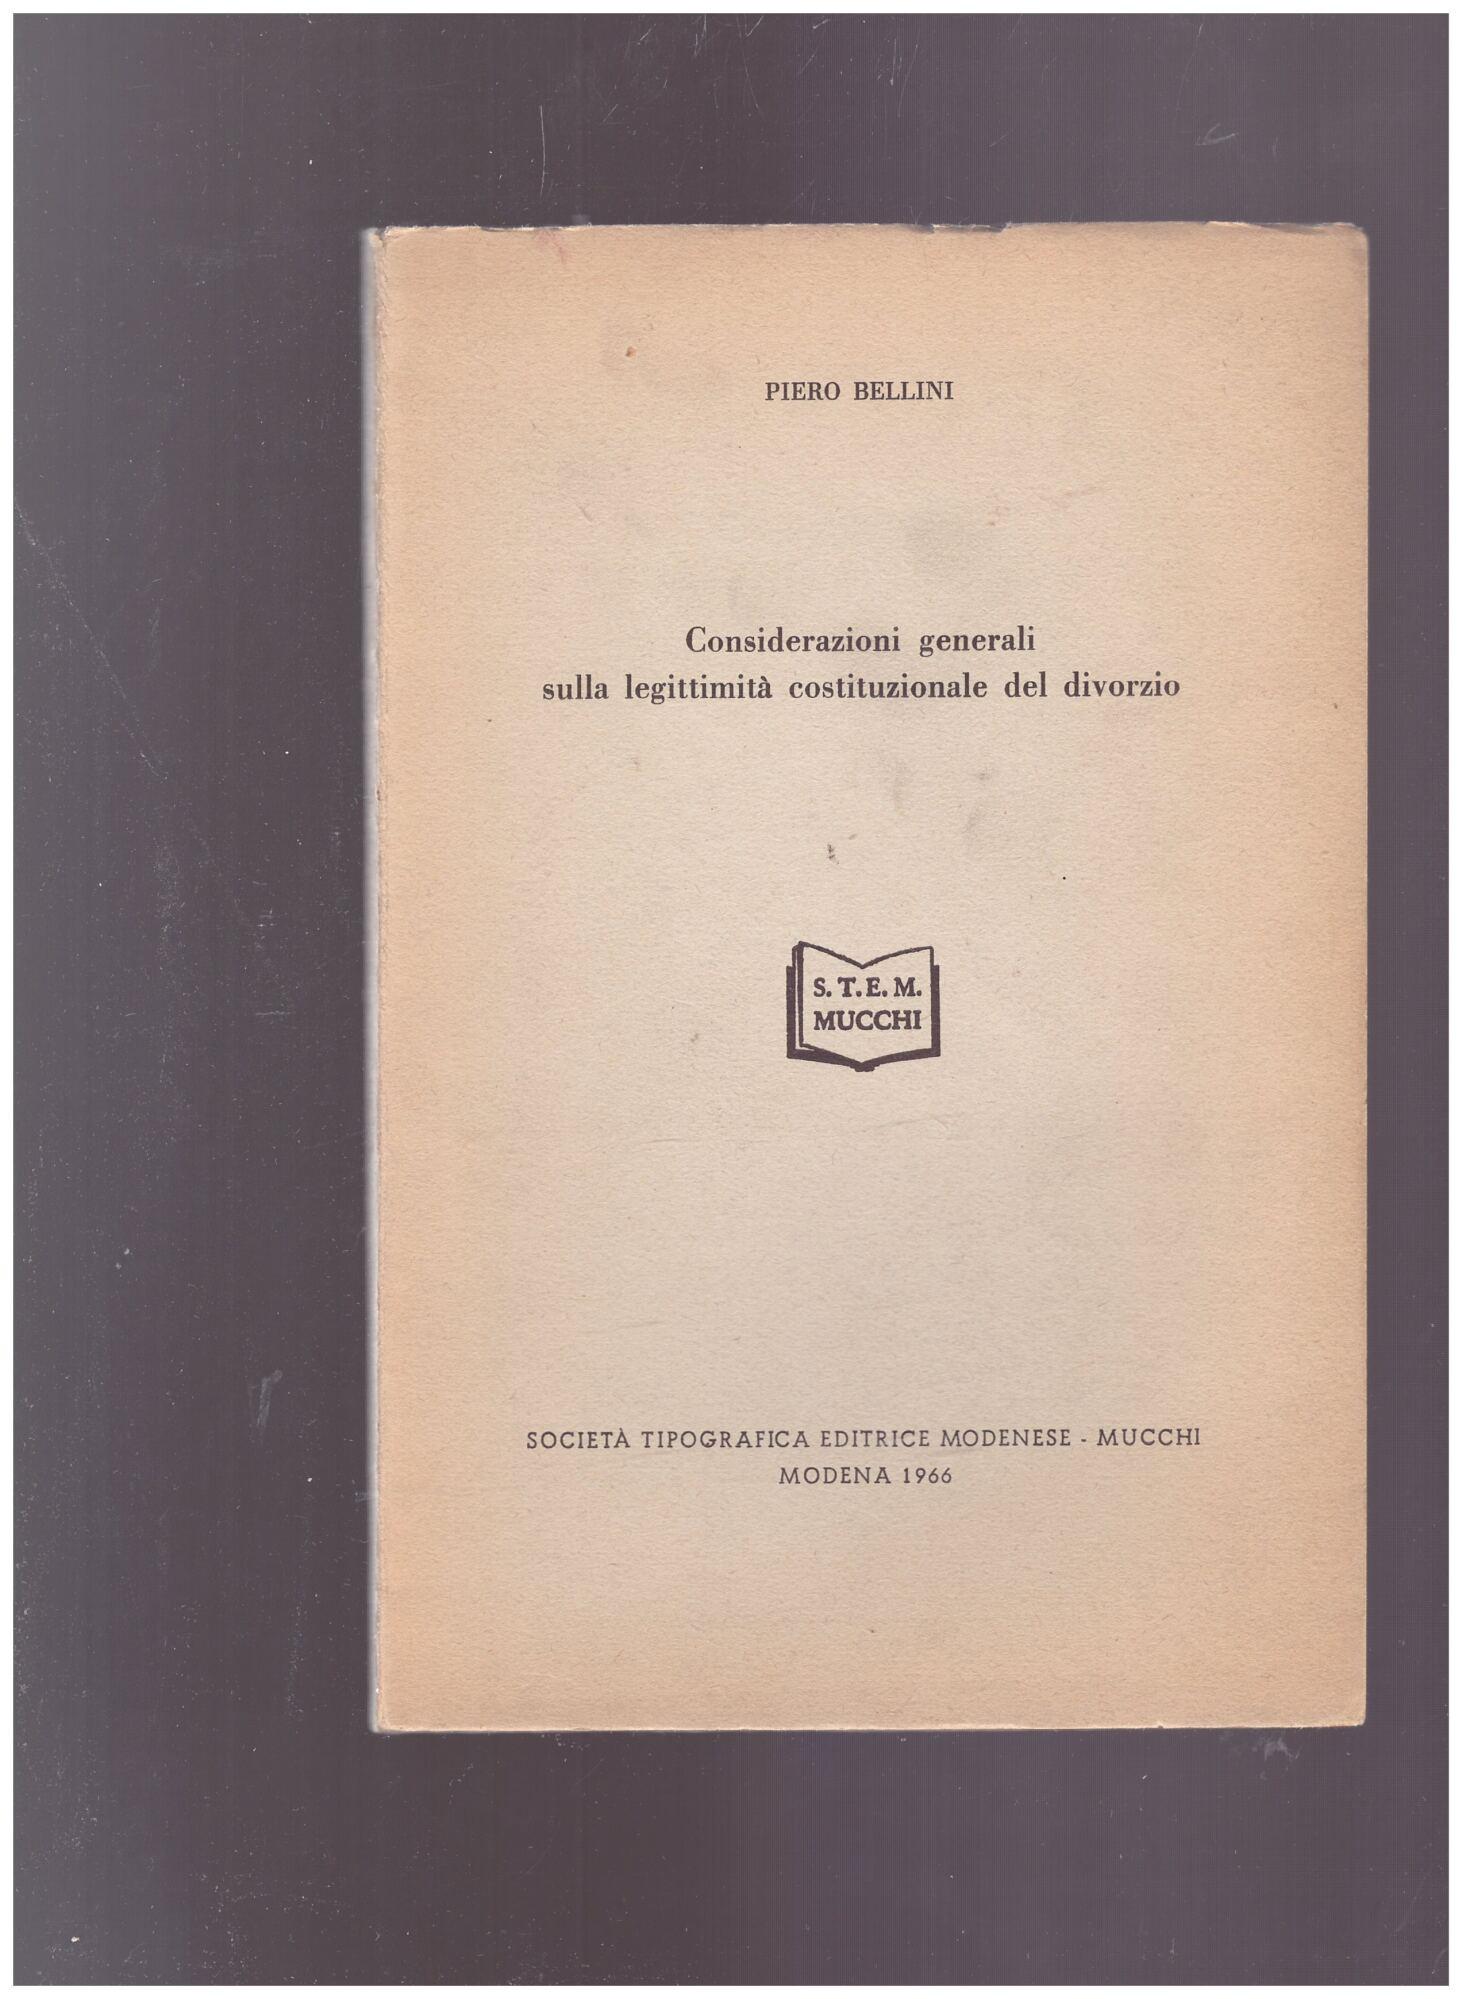 PIERO BELLINI
Considerazioni generali
sulla legittimità costituzionale del divorzio
S. T. E. M.
MUCCHI
SOCIETÀ TIPOGRAFICA EDITRICE MODENESE - MUCCHI
MODENA 1966